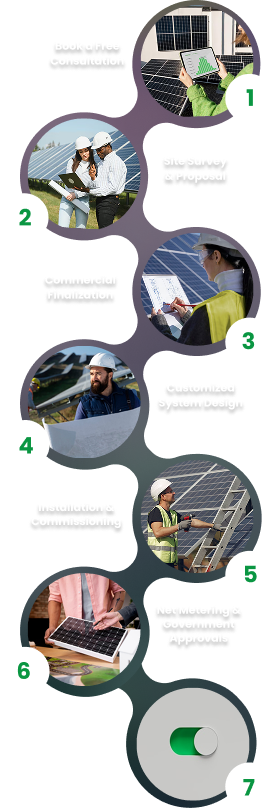 Book a Free
Consultation
1
Site Survey
& Proposal
2
Commercial
Finalization
3
Customized
System Design
4
Installation &
Commissioning
5
Net Metering &
Government
Approvals
6
7